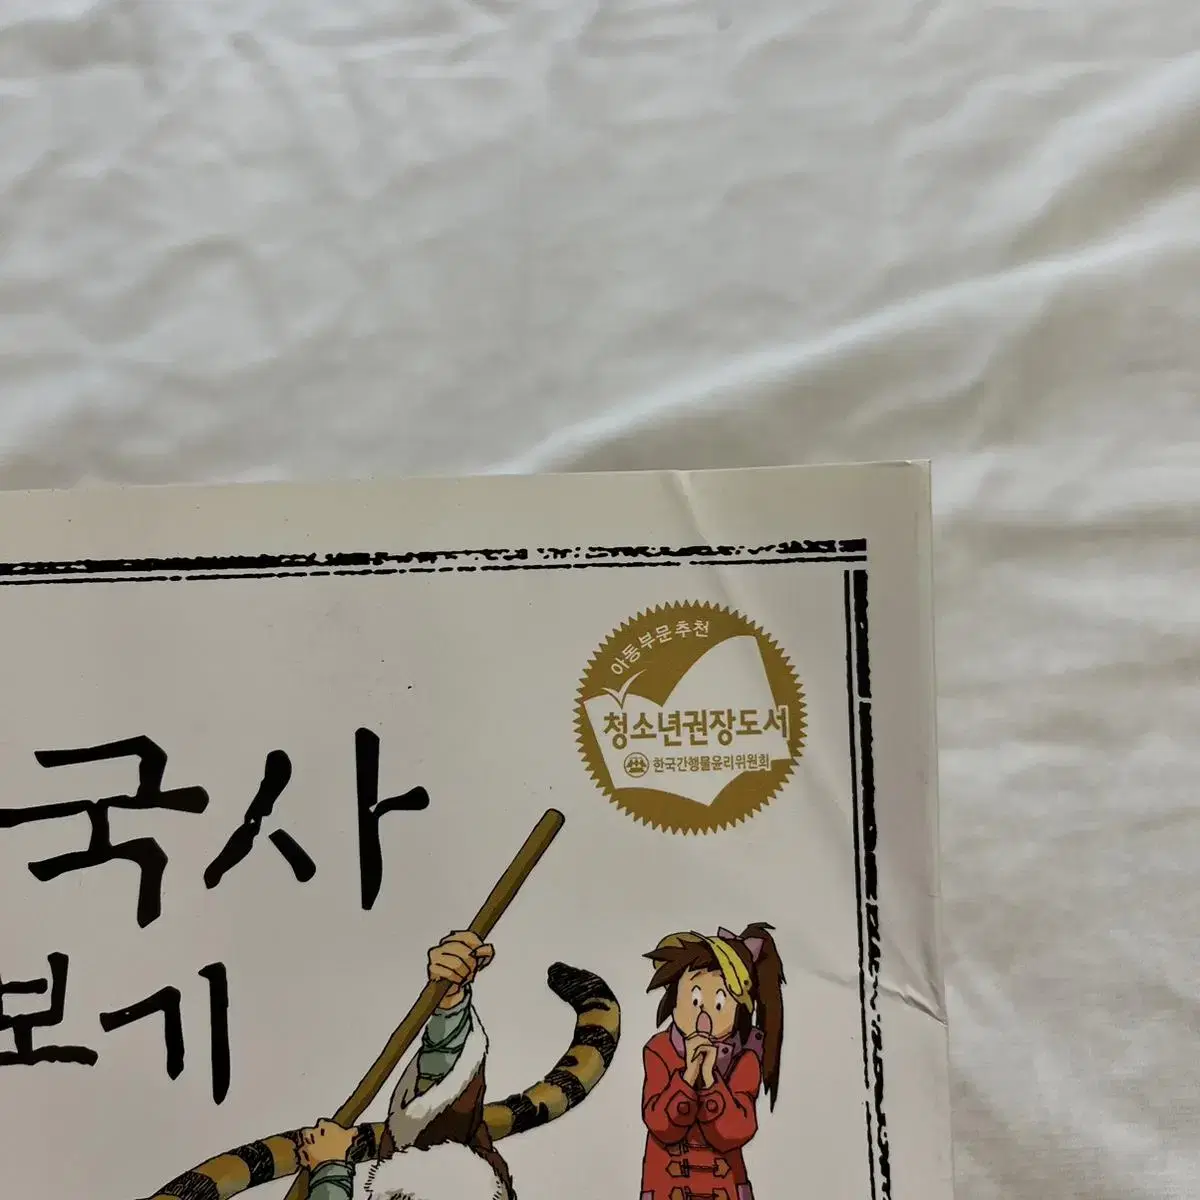 아동부문추천
청소년권장도서
한국간행물윤리위원회
국사
보기